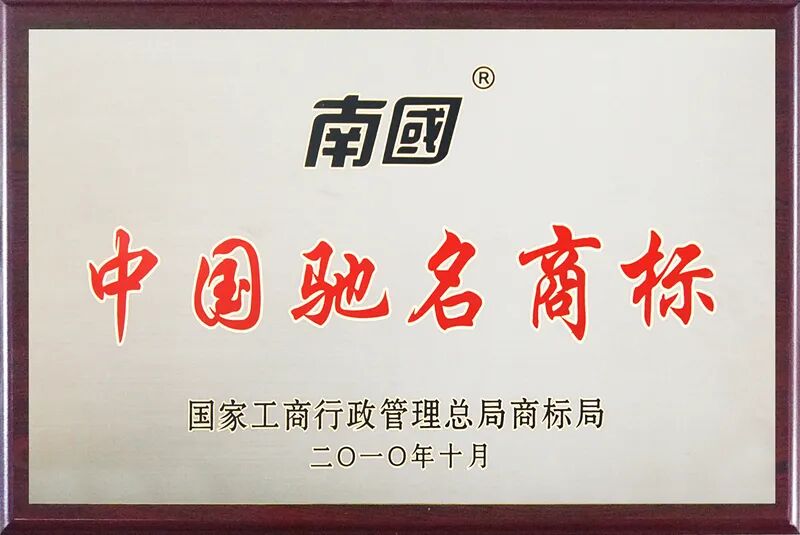 南國®
中国驰名商标
国家工商行政管理总局商标局
二〇一〇年十月